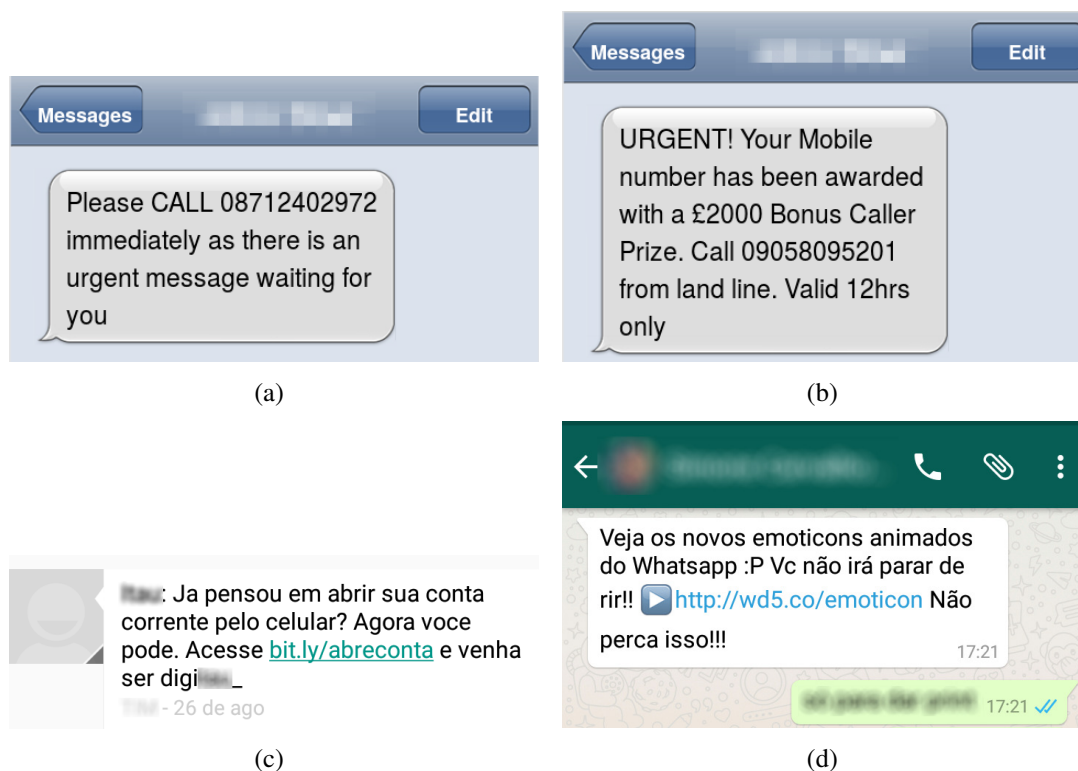 Messages
Edit
Please CALL 08712402972
immediately as there is an
urgent message waiting for
you
(a)
Messages
Edit
URGENT! Your Mobile
number has been awarded
with a £2000 Bonus Caller
Prize. Call 09058095201
from land line. Valid 12hrs
only
(b)
: Ja pensou em abrir sua conta
corrente pelo celular? Agora voce
pode. Acesse bit.ly/abreconta e venha
ser digi
- 26 de ago
(c)
Veja os novos emoticons animados
do Whatsapp :P Vc não irá parar de
rir!! ▶http://wd5.co/emoticon Não
perca isso!!!
17:21
17:21
(d)